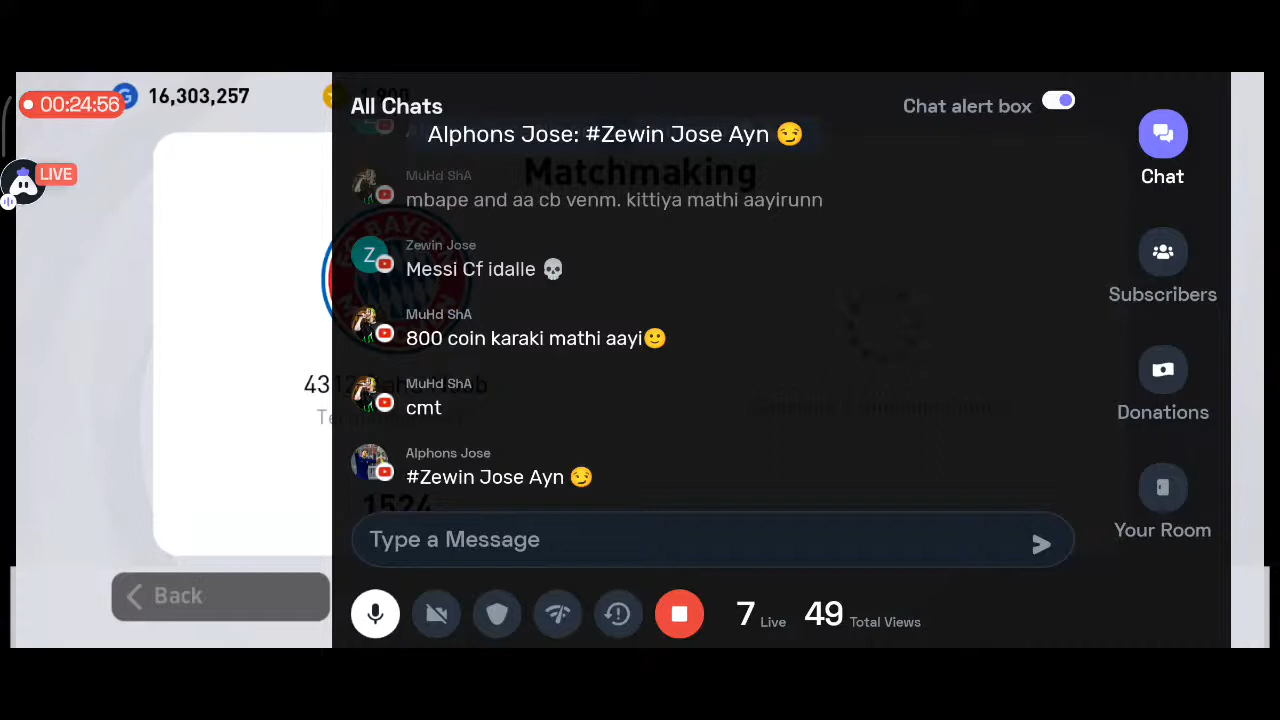 16,303,257
1,800
00:24:56
LIVE
All Chats
Chat alert box
Alphons Jose: #Zewin Jose Ayn 😏
Matchmaking
MuHd ShA
mbape and aa cb venm. kittiya mathi aayirunn
Zewin Jose
Messi Cf idalle 💀
MuHd ShA
800 coin karaki mathi aayi🙂
MuHd ShA
cmt
Alphons Jose
#Zewin Jose Ayn 😏
1524
Type a Message
Back
7 Live 49 Total Views
Chat
Subscribers
Donations
Your Room